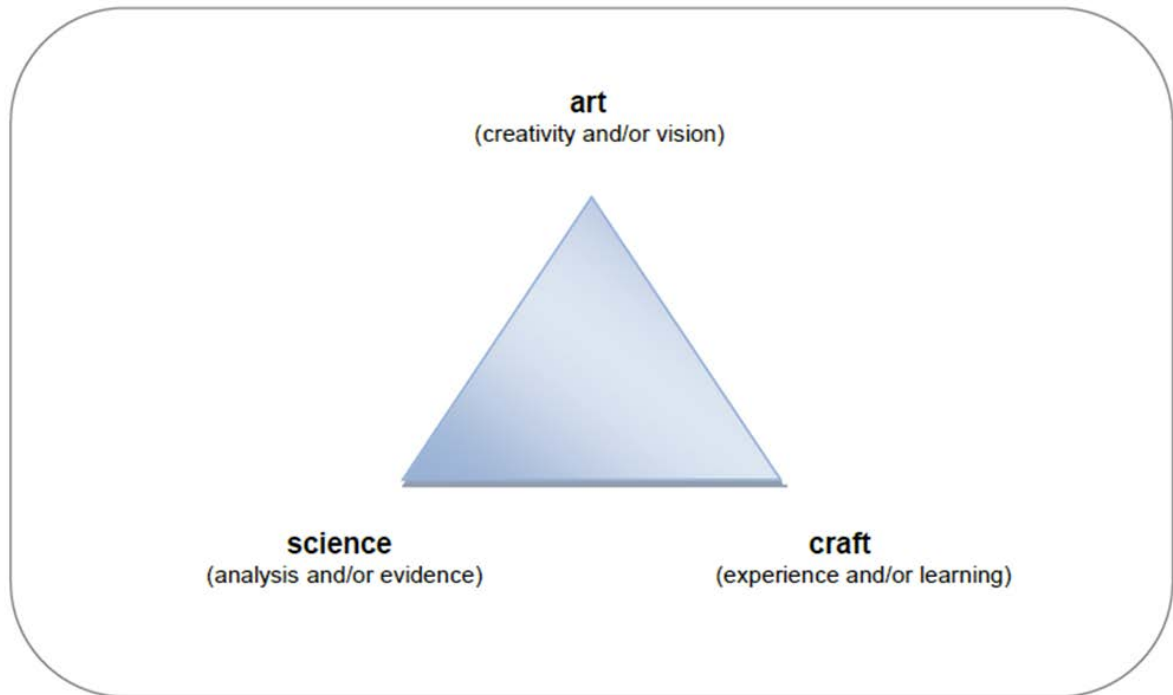 art
(creativity and/or vision)
science
(analysis and/or evidence)
craft
(experience and/or learning)